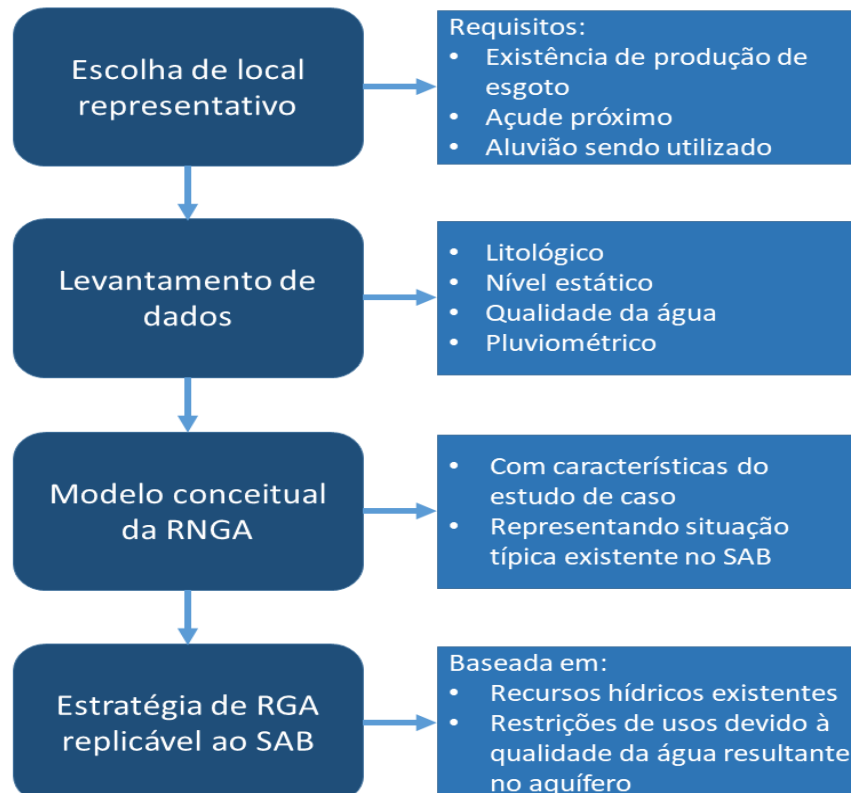 Escolha de local
representativo
Requisitos:
• Existência de produção de
esgoto
• Açude próximo
• Aluvião sendo utilizado
Levantamento de
dados
• Litológico
• Nível estático
• Qualidade da água
• Pluviométrico
Modelo conceitual
da RNGA
• Com características do
estudo de caso
• Representando situação
típica existente no SAB
Estratégia de RGA
replicável ao SAB
Baseada em:
• Recursos hídricos existentes
• Restrições de usos devido à
qualidade da água resultante
no aquífero